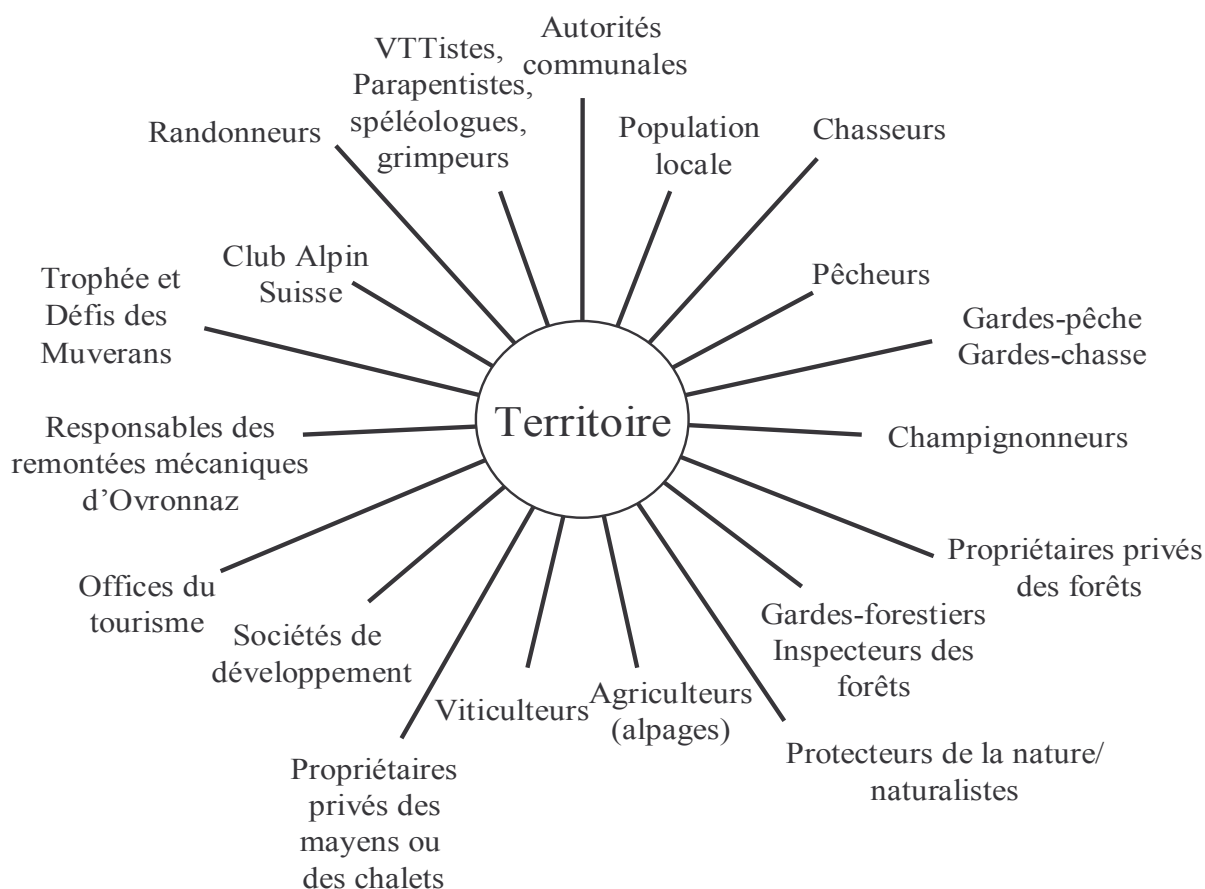 Autorités
communales
VTTistes,
Parapentistes,
spéléologues,
grimpeurs
Population
locale
Chasseurs
Randonneurs
Club Alpin
Suisse
Pêcheurs
Trophée et
Défis des
Muverans
Gardes-pêche
Gardes-chasse
Territoire
Responsables des
remontées mécaniques
d’Ovronnaz
Champignonneurs
Propriétaires privés
des forêts
Offices du
tourisme
Gardes-forestiers
Inspecteurs des
forêts
Sociétés de
développement
Viticulteurs
Agriculteurs
(alpages)
Protecteurs de la nature/
naturalistes
Propriétaires
privés des
mayens ou
des chalets